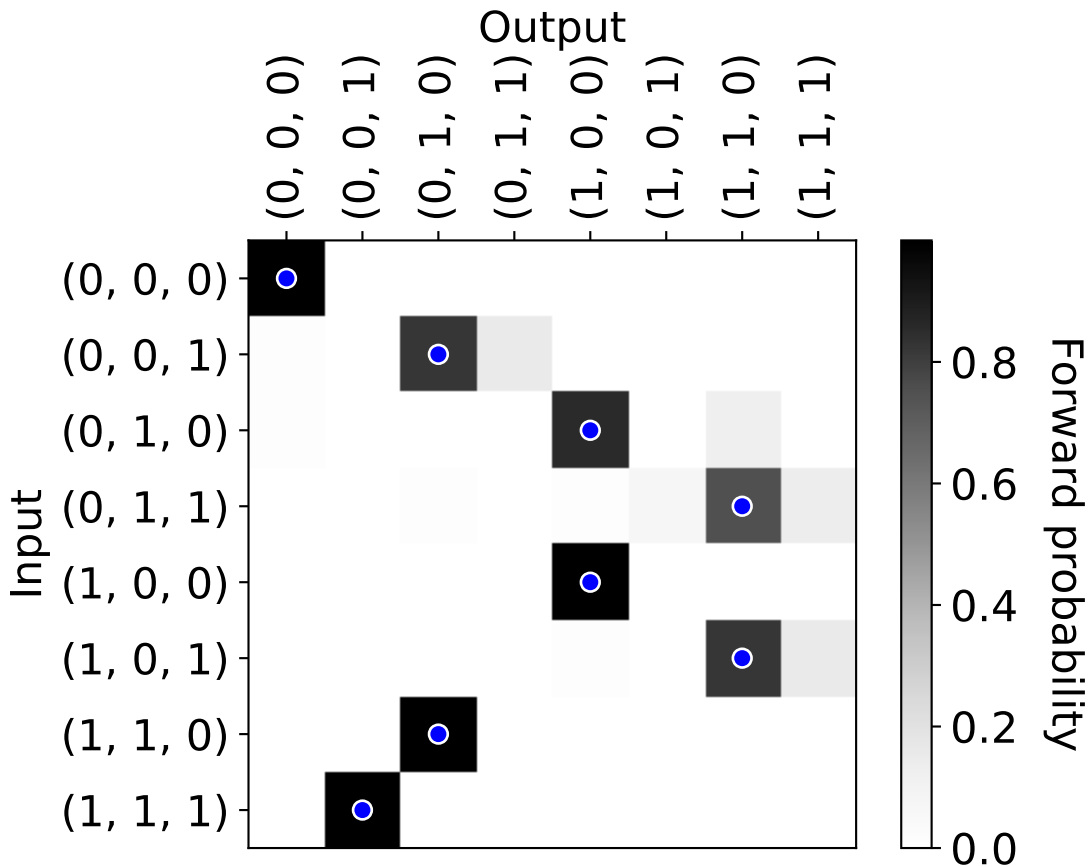 Output
(0, 0, 0)
(0, 0, 1)
(0, 1, 0)
(0, 1, 1)
(1, 0, 0)
(1, 0, 1)
(1, 1, 0)
(1, 1, 1)
Input
(0, 0, 0)
(0, 0, 1)
(0, 1, 0)
(0, 1, 1)
(1, 0, 0)
(1, 0, 1)
(1, 1, 0)
(1, 1, 1)
0.8
0.6
0.4
0.2
0.0
Forward probability